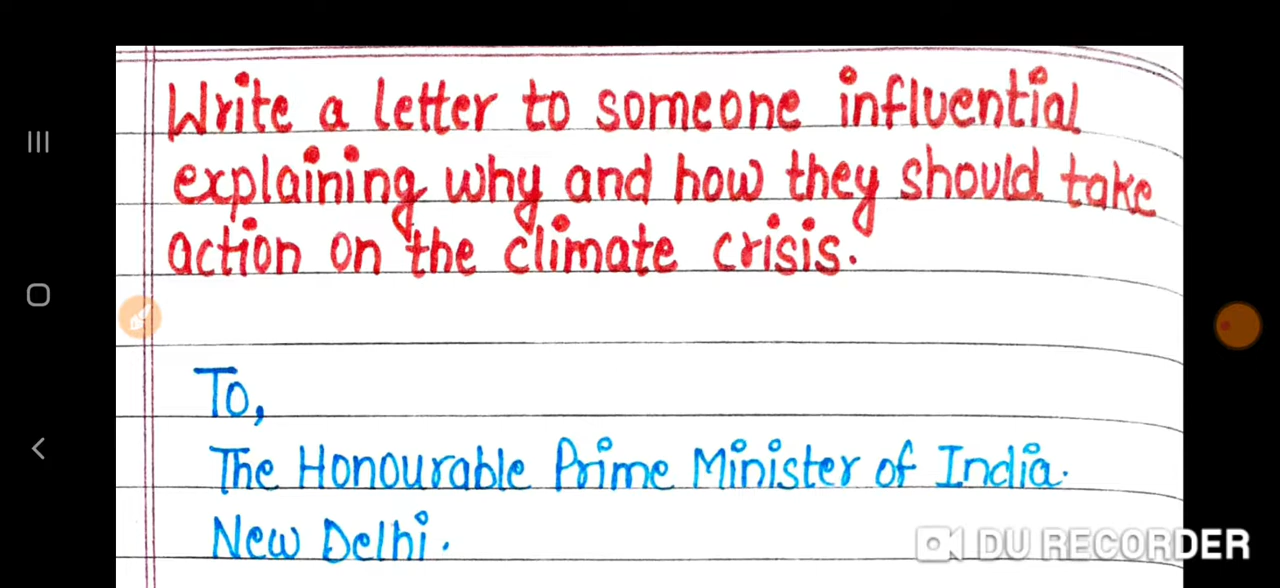 Write a letter to someone influential
explaining why and how they should take
action on the climate crisis.
To,
The Honourable Prime Minister of India.
New Delhi.
DU RECORDER